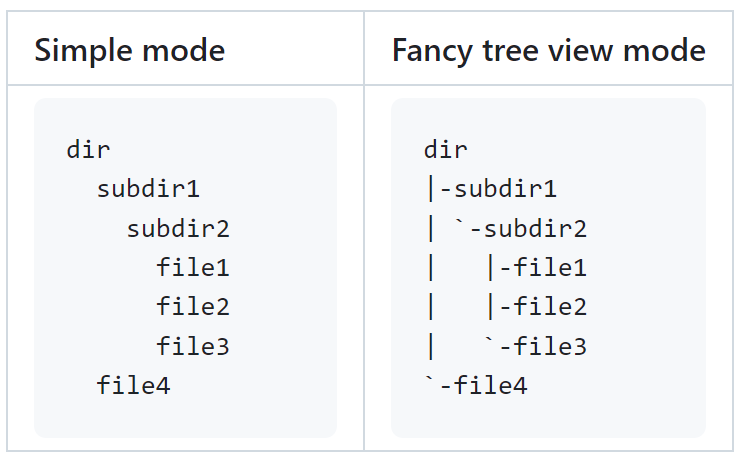 Simple mode
dir
  subdir1
    subdir2
      file1
      file2
      file3
  file4
Fancy tree view mode
dir
|-subdir1
| `-subdir2
|   |-file1
|   |-file2
|   `-file3
`-file4